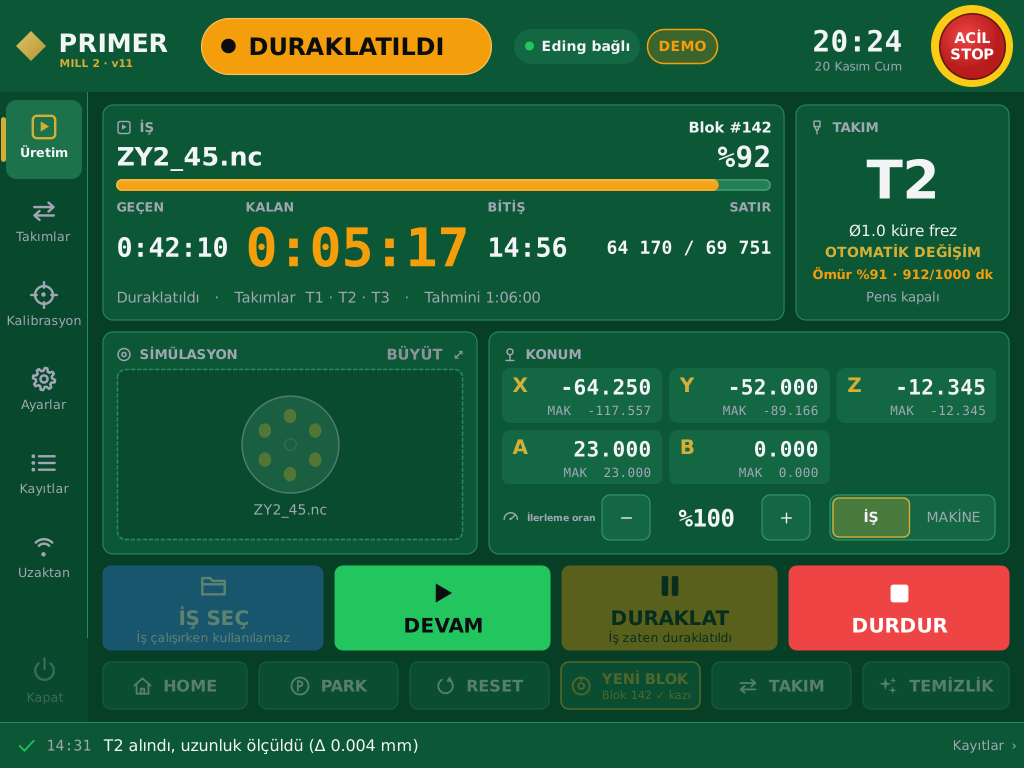 PRIMER
MILL 2 · v11
DURAKLATILDI
Eding bağlı
DEMO
20:24
20 Kasım Cum
ACİL
STOP
Üretim
Takımlar
Kalibrasyon
Ayarlar
Kayıtlar
Uzaktan
Kapat
İŞ
Blok #142
ZY2_45.nc
%92
GEÇEN KALAN BİTİŞ SATIR
0:42:10 0:05:17 14:56 64 170 / 69 751
Duraklatıldı · Takımlar T1 · T2 · T3 · Tahmini 1:06:00
TAKIM
T2
Ø1.0 küre frez
OTOMATİK DEĞİŞİM
Ömür %91 · 912/1000 dk
Pens kapalı
SİMÜLASYON
BÜYÜT ⤢
ZY2_45.nc
KONUM
X -64.250
MAK -117.557
Y -52.000
MAK -89.166
Z -12.345
MAK -12.345
A 23.000
MAK 23.000
B 0.000
MAK 0.000
İlerleme oran
− %100 +
İŞ MAKİNE
İŞ SEÇ
İş çalışırken kullanılamaz
DEVAM
DURAKLAT
İş zaten duraklatıldı
DURDUR
HOME
PARK
RESET
YENİ BLOK
Blok 142 ✓ kazı
TAKIM
TEMİZLİK
14:31 T2 alındı, uzunluk ölçüldü (Δ 0.004 mm)
Kayıtlar ›